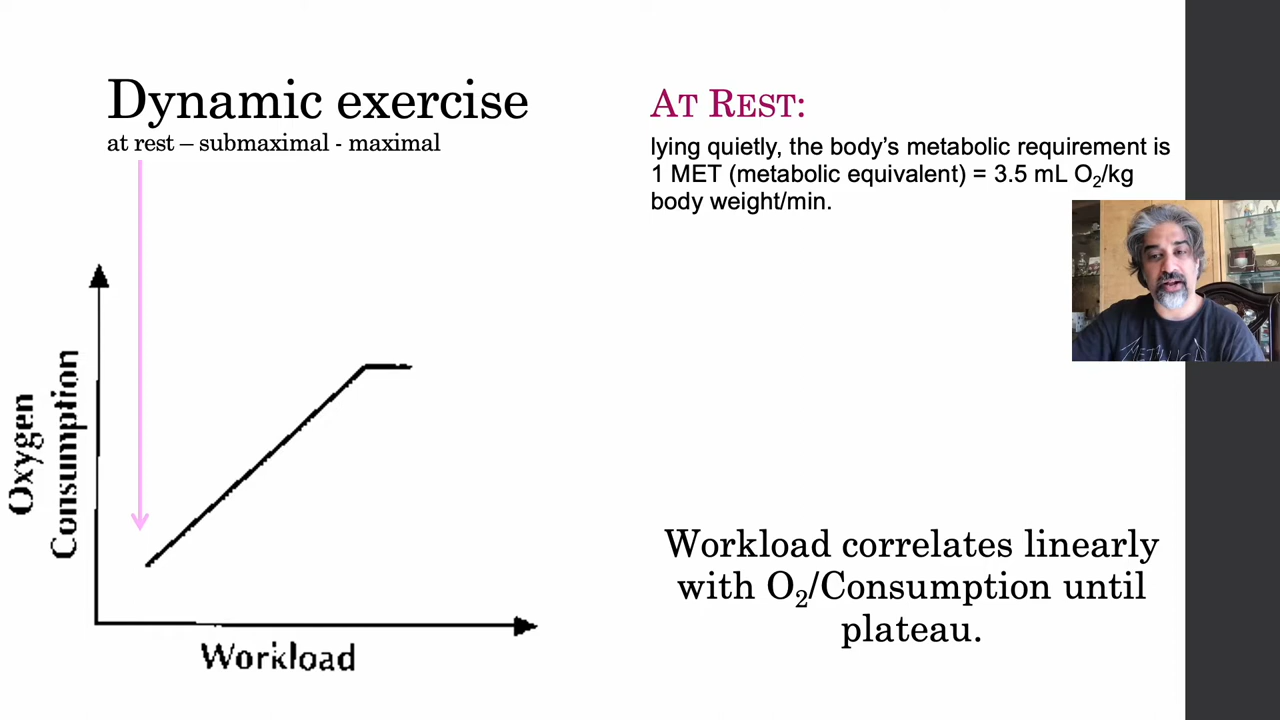 Dynamic exercise
at rest – submaximal - maximal
AT REST:
lying quietly, the body's metabolic requirement is
1 MET (metabolic equivalent) = 3.5 mL O₂/kg
body weight/min.
Oxygen
Consumption
Workload
Workload correlates linearly
with O₂/Consumption until
plateau.
METALLICA